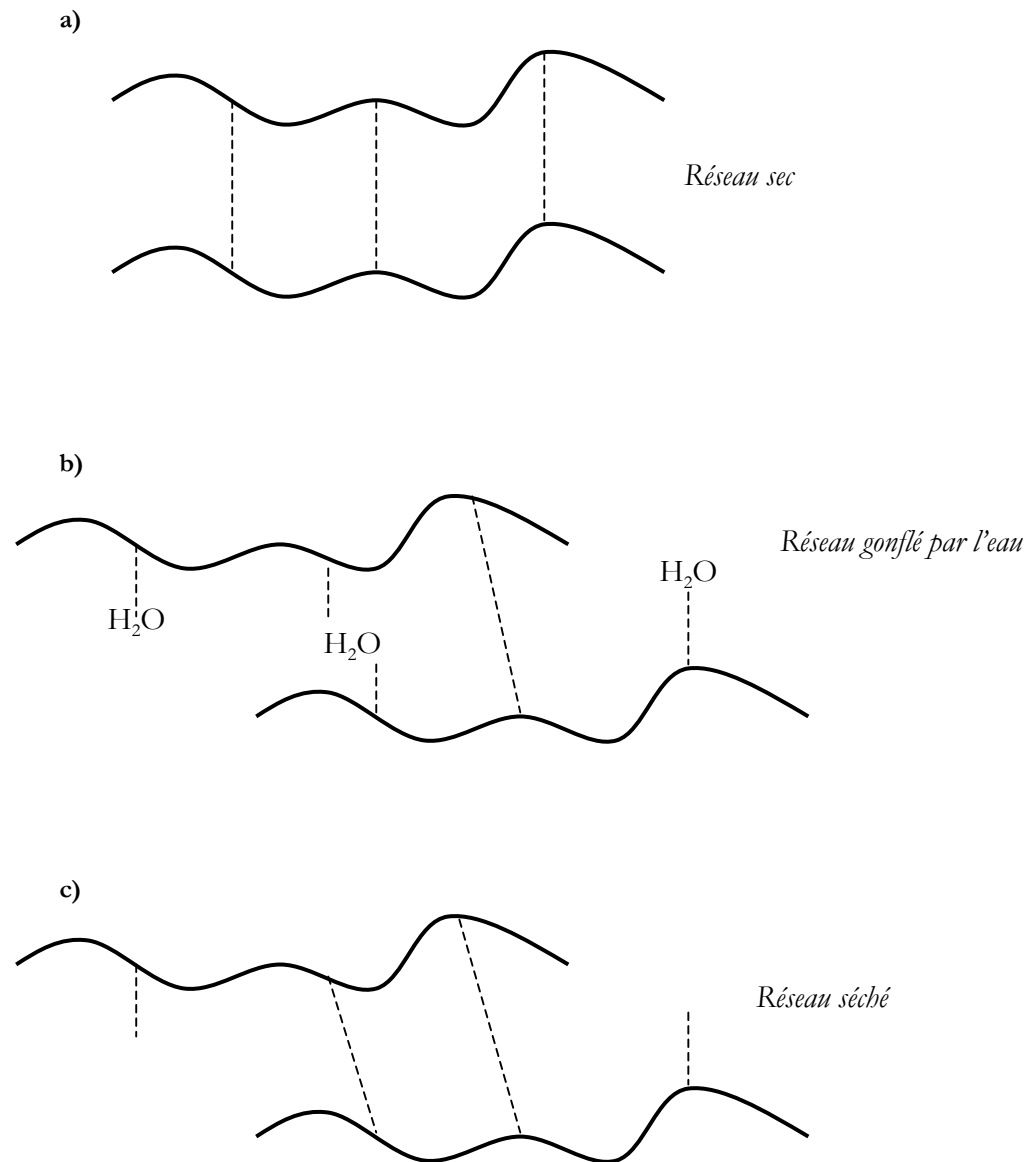 a)
Réseau sec
b)
Réseau gonflé par l'eau
H₂O
H₂O
H₂O
c)
Réseau séché